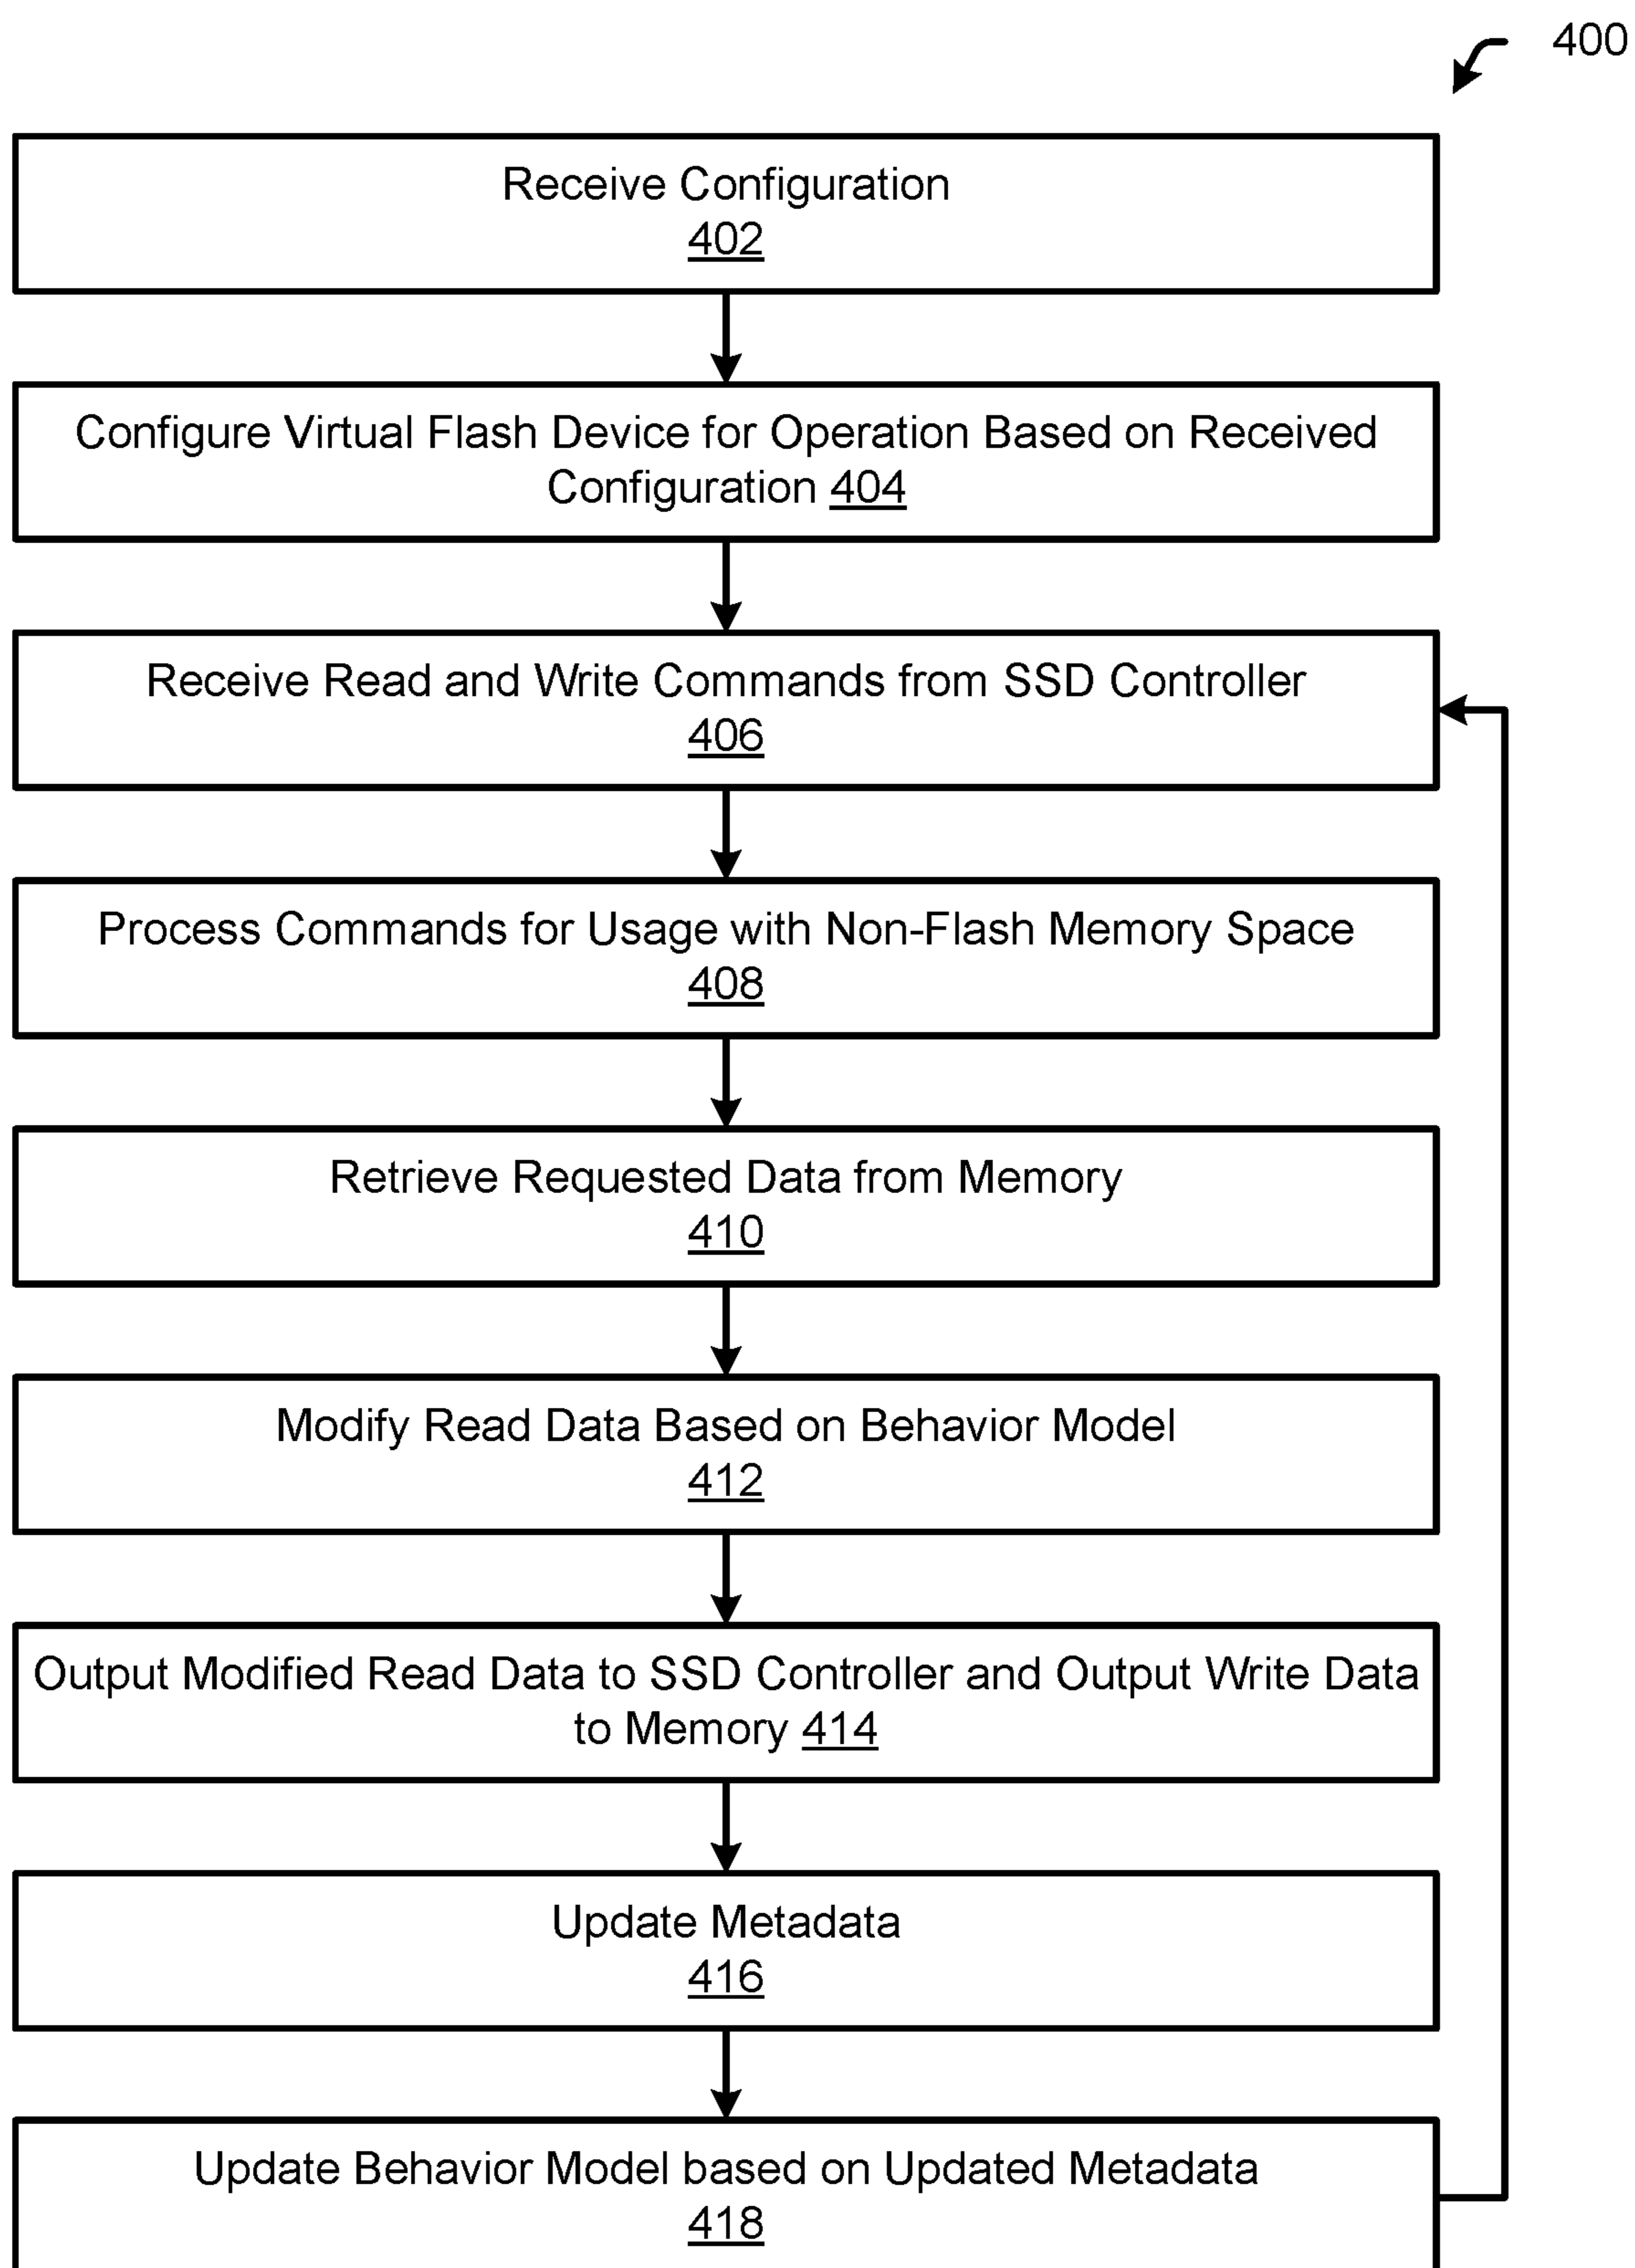 400
Receive Configuration
402
Configure Virtual Flash Device for Operation Based on Received
Configuration 404
Receive Read and Write Commands from SSD Controller
406
Process Commands for Usage with Non-Flash Memory Space
408
Retrieve Requested Data from Memory
410
Modify Read Data Based on Behavior Model
412
Output Modified Read Data to SSD Controller and Output Write Data
to Memory 414
Update Metadata
416
Update Behavior Model based on Updated Metadata
418